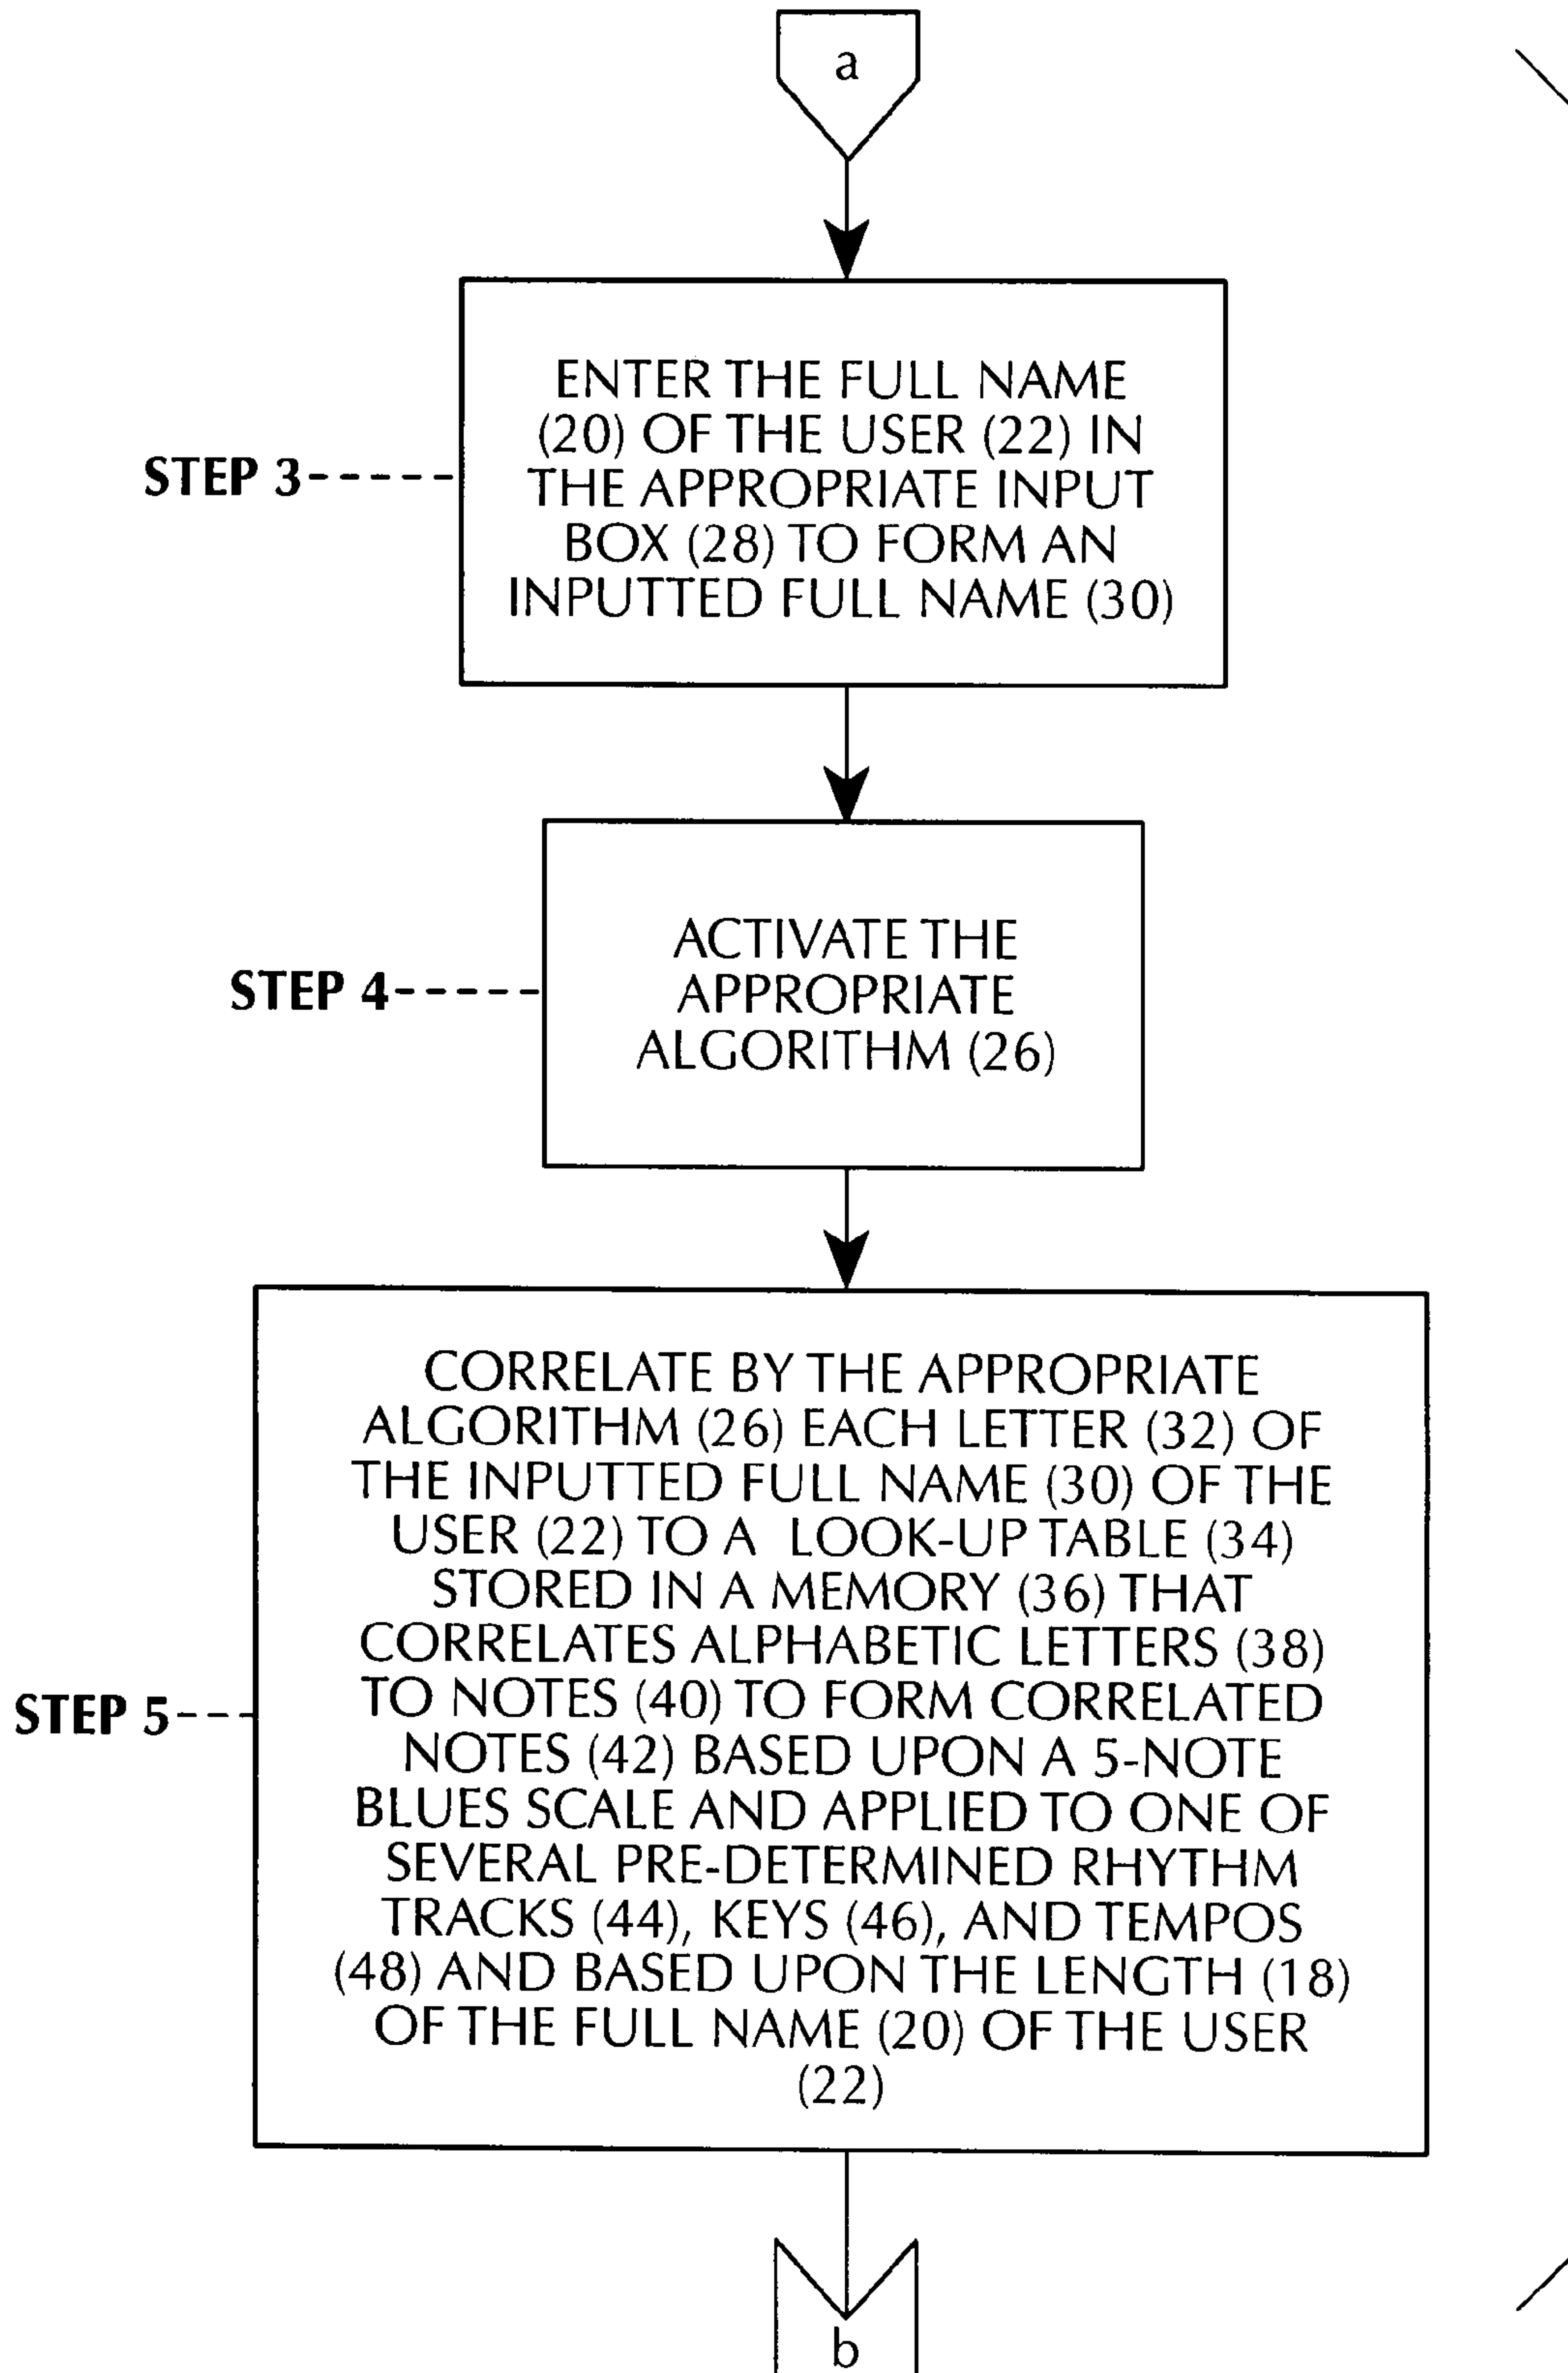 a
ENTER THE FULL NAME
(20) OF THE USER (22) IN
THE APPROPRIATE INPUT
BOX (28) TO FORM AN
INPUTTED FULL NAME (30)
STEP 3
ACTIVATE THE
APPROPRIATE
ALGORITHM (26)
STEP 4
CORRELATE BY THE APPROPRIATE
ALGORITHM (26) EACH LETTER (32) OF
THE INPUTTED FULL NAME (30) OF THE
USER (22) TO A LOOK-UP TABLE (34)
STORED IN A MEMORY (36) THAT
CORRELATES ALPHABETIC LETTERS (38)
TO NOTES (40) TO FORM CORRELATED
NOTES (42) BASED UPON A 5-NOTE
BLUES SCALE AND APPLIED TO ONE OF
SEVERAL PRE-DETERMINED RHYTHM
TRACKS (44), KEYS (46), AND TEMPOS
(48) AND BASED UPON THE LENGTH (18)
OF THE FULL NAME (20) OF THE USER
(22)
STEP 5
b